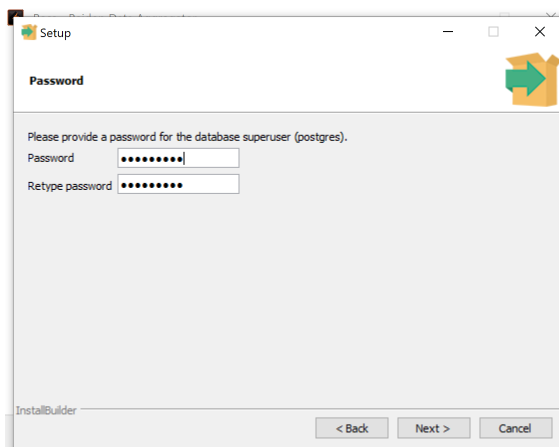 Setup
Password
Please provide a password for the database superuser (postgres).
Password •••••••••
Retype password •••••••••
InstallBuilder
< Back Next > Cancel